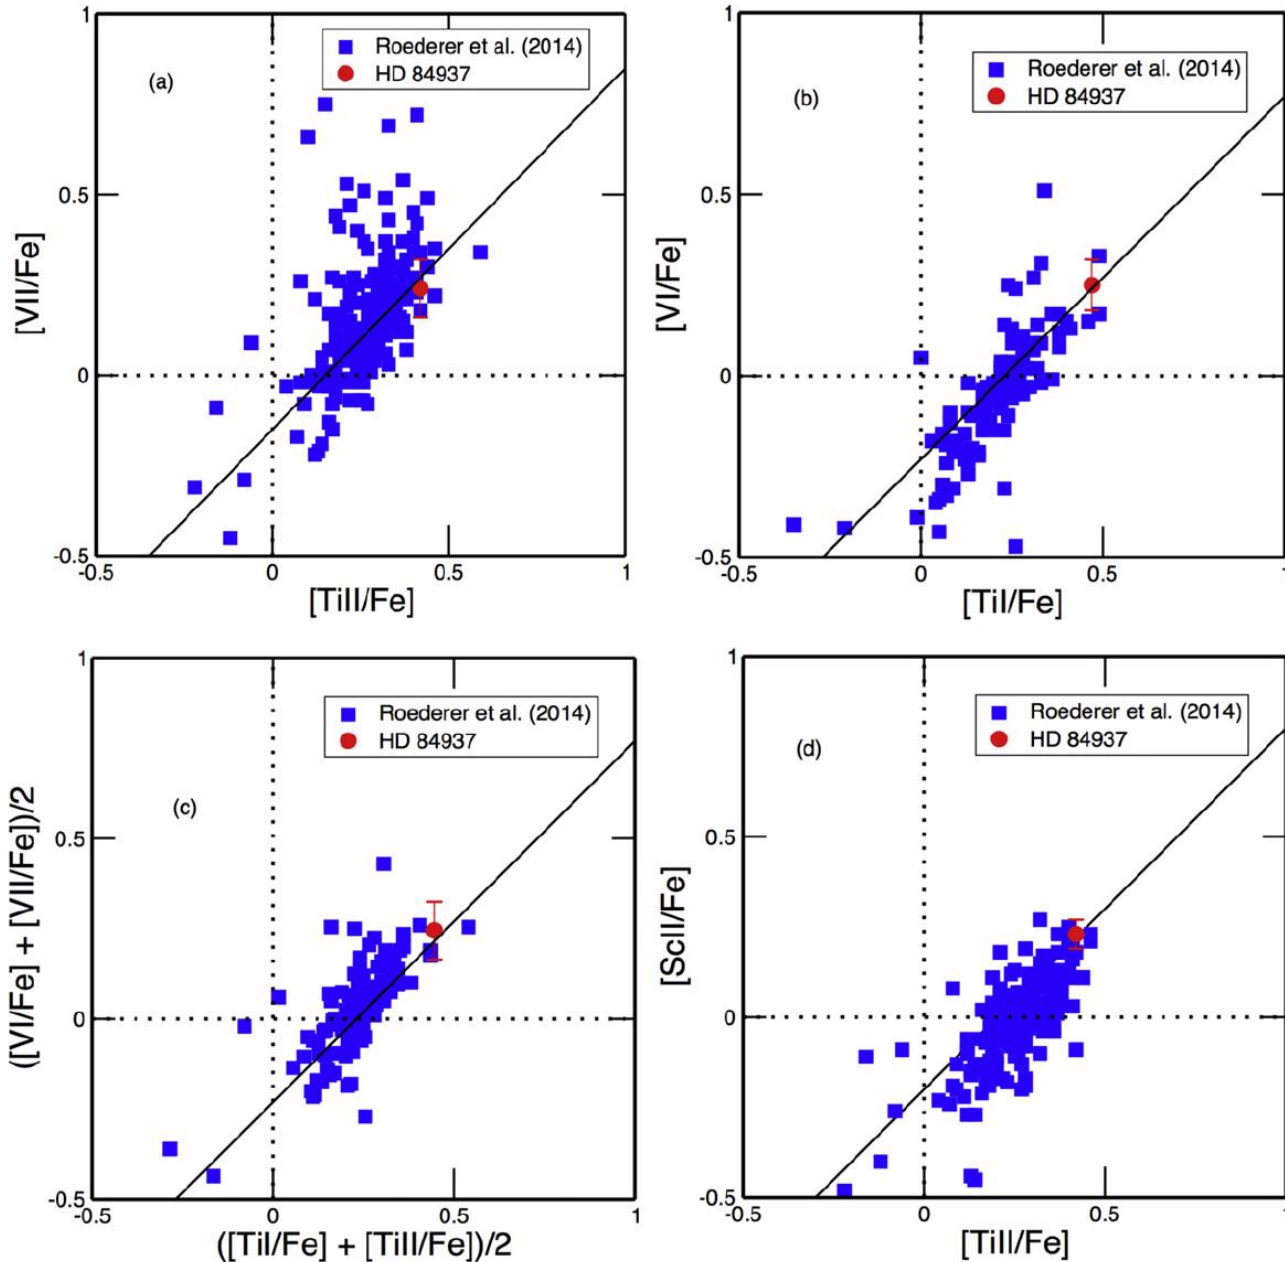 1
Roederer et al. (2014)
HD 84937
(a)
0.5
[VII/Fe]
0
-0.5
-0.5
0
0.5
1
[TiII/Fe]
1
Roederer et al. (2014)
HD 84937
(b)
0.5
[VI/Fe]
0
-0.5
-0.5
0
0.5
1
[TiI/Fe]
1
Roederer et al. (2014)
HD 84937
(c)
0.5
([VI/Fe] + [VII/Fe])/2
0
-0.5
-0.5
0
0.5
1
([TiI/Fe] + [TiII/Fe])/2
1
Roederer et al. (2014)
HD 84937
(d)
0.5
[ScII/Fe]
0
-0.5
-0.5
0
0.5
1
[TiII/Fe]